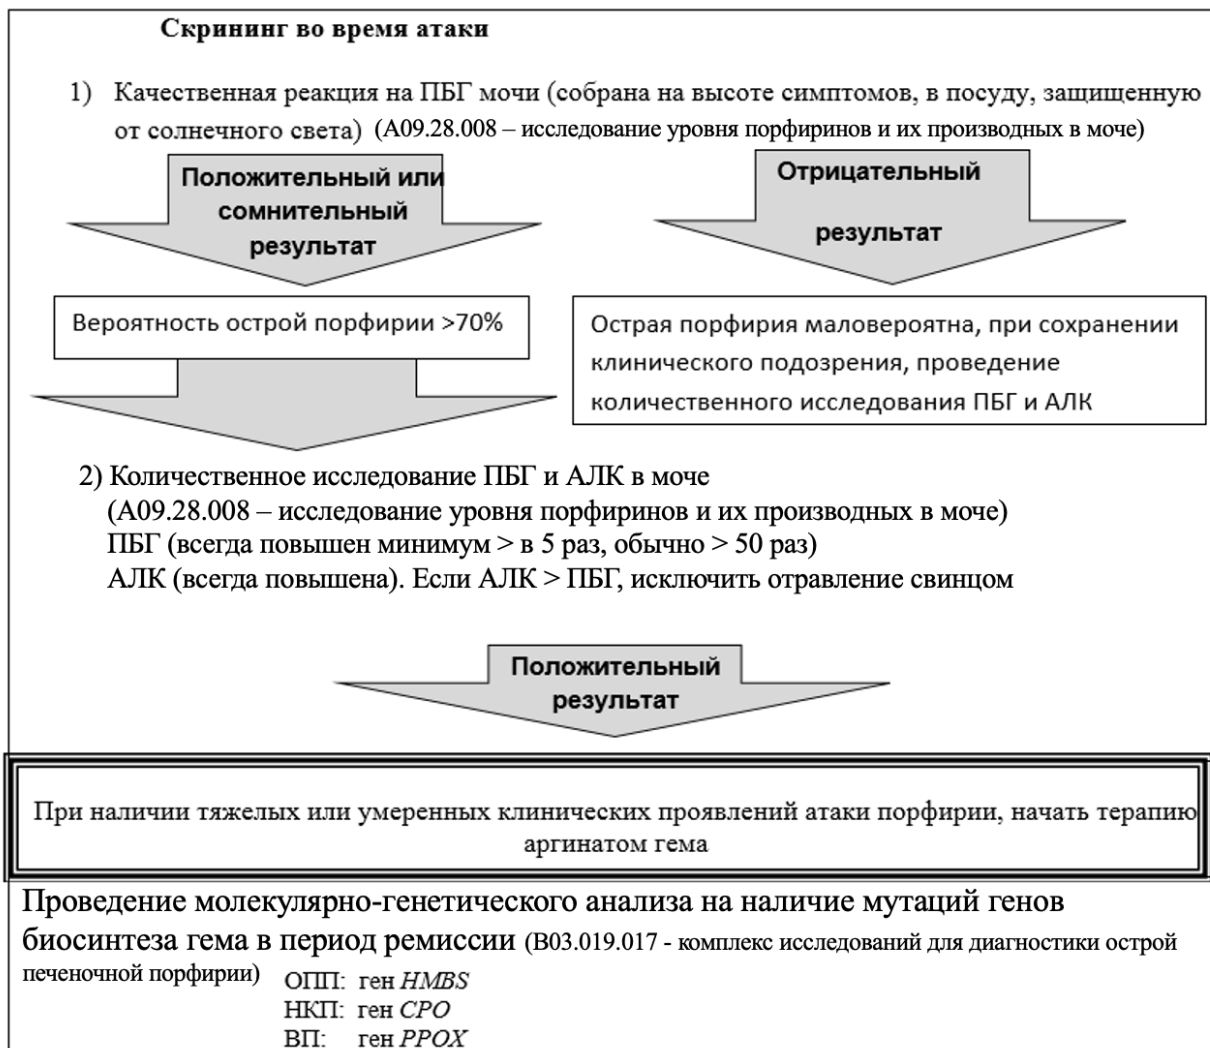 Скрининг во время атаки
1) Качественная реакция на ПБГ мочи (собрана на высоте симптомов, в посуду, защищенную
от солнечного света) (A09.28.008 – исследование уровня порфиринов и их производных в моче)
Положительный или
сомнительный
результат
Отрицательный
результат
Вероятность острой порфирии >70%
Острая порфирия маловероятна, при сохранении
клинического подозрения, проведение
количественного исследования ПБГ и АЛК
2) Количественное исследование ПБГ и АЛК в моче
(A09.28.008 – исследование уровня порфиринов и их производных в моче)
ПБГ (всегда повышен минимум > в 5 раз, обычно > 50 раз)
АЛК (всегда повышена). Если АЛК > ПБГ, исключить отравление свинцом
Положительный
результат
При наличии тяжелых или умеренных клинических проявлений атаки порфирии, начать терапию
аргинатом гема
Проведение молекулярно-генетического анализа на наличие мутаций генов
биосинтеза гема в период ремиссии (B03.019.017 - комплекс исследований для диагностики острой
печеночной порфирии)
ОПП: ген HMBS
НКП: ген CPO
ВП: ген PPOX